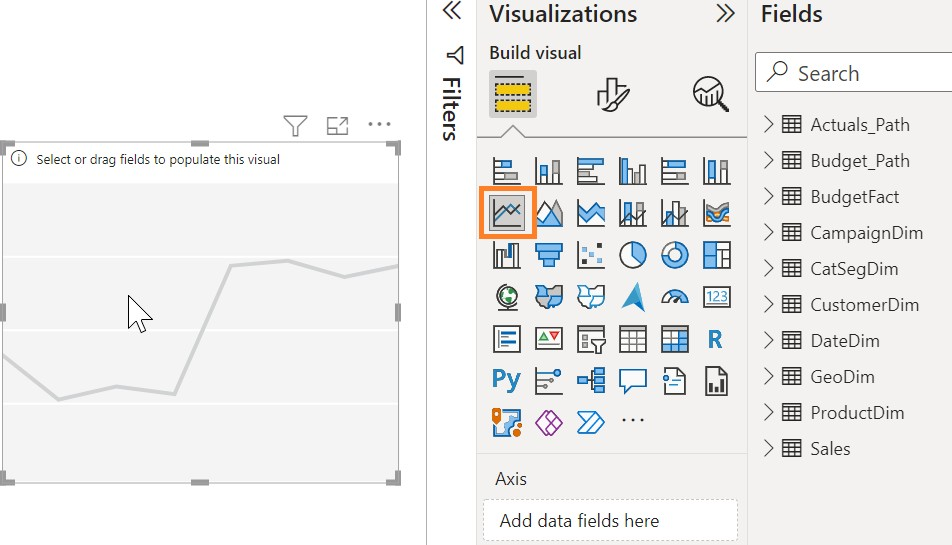 Visualizations
Fields
Build visual
Filters
Search
Select or drag fields to populate this visual
Actuals_Path
Budget_Path
BudgetFact
CampaignDim
CatSegDim
CustomerDim
123
DateDim
R
GeoDim
Py
ProductDim
Sales
Axis
Add data fields here